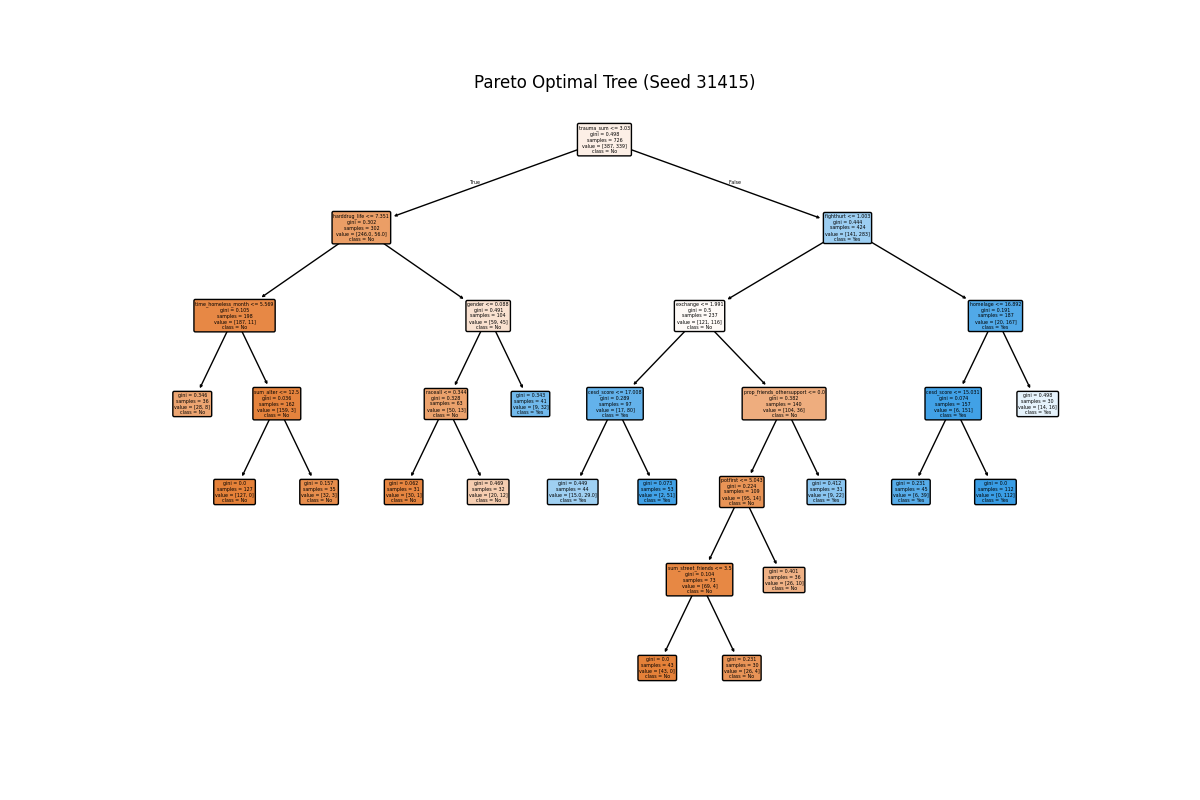 Pareto Optimal Tree (Seed 31415)
trauma_sum <= 3.03
gini = 0.498
samples = 726
value = [387, 339]
class = No
True
False
harddrug_life <= 7.351
gini = 0.302
samples = 302
value = [246.0, 56.0]
class = No
fighthurt <= 1.003
gini = 0.444
samples = 424
value = [141, 283]
class = Yes
time_homeless_month <= 5.569
gini = 0.105
samples = 198
value = [187, 11]
class = No
gender <= 0.088
gini = 0.491
samples = 104
value = [59, 45]
class = No
exchange <= 1.991
gini = 0.5
samples = 237
value = [121, 116]
class = No
homelage <= 16.892
gini = 0.191
samples = 187
value = [20, 167]
class = Yes
gini = 0.346
samples = 36
value = [28, 8]
class = No
sum_alter <= 12.5
gini = 0.036
samples = 162
value = [159, 3]
class = No
raceall <= 0.344
gini = 0.328
samples = 63
value = [50, 13]
class = No
gini = 0.343
samples = 41
value = [9, 32]
class = Yes
cesd_score <= 17.008
gini = 0.289
samples = 97
value = [17, 80]
class = Yes
prop_friends_othersupport <= 0.0
gini = 0.382
samples = 140
value = [104, 36]
class = No
cesd_score <= 15.031
gini = 0.074
samples = 157
value = [6, 151]
class = Yes
gini = 0.498
samples = 30
value = [14, 16]
class = Yes
gini = 0.0
samples = 127
value = [127, 0]
class = No
gini = 0.157
samples = 35
value = [32, 3]
class = No
gini = 0.062
samples = 31
value = [30, 1]
class = No
gini = 0.469
samples = 32
value = [20, 12]
class = No
gini = 0.449
samples = 44
value = [15.0, 29.0]
class = Yes
gini = 0.073
samples = 53
value = [2, 51]
class = Yes
potfirst <= 5.043
gini = 0.224
samples = 109
value = [95, 14]
class = No
gini = 0.412
samples = 31
value = [9, 22]
class = Yes
gini = 0.231
samples = 45
value = [6, 39]
class = Yes
gini = 0.0
samples = 112
value = [0, 112]
class = Yes
sum_street_friends <= 3.5
gini = 0.104
samples = 73
value = [69, 4]
class = No
gini = 0.401
samples = 36
value = [26, 10]
class = No
gini = 0.0
samples = 43
value = [43, 0]
class = No
gini = 0.231
samples = 30
value = [26, 4]
class = No